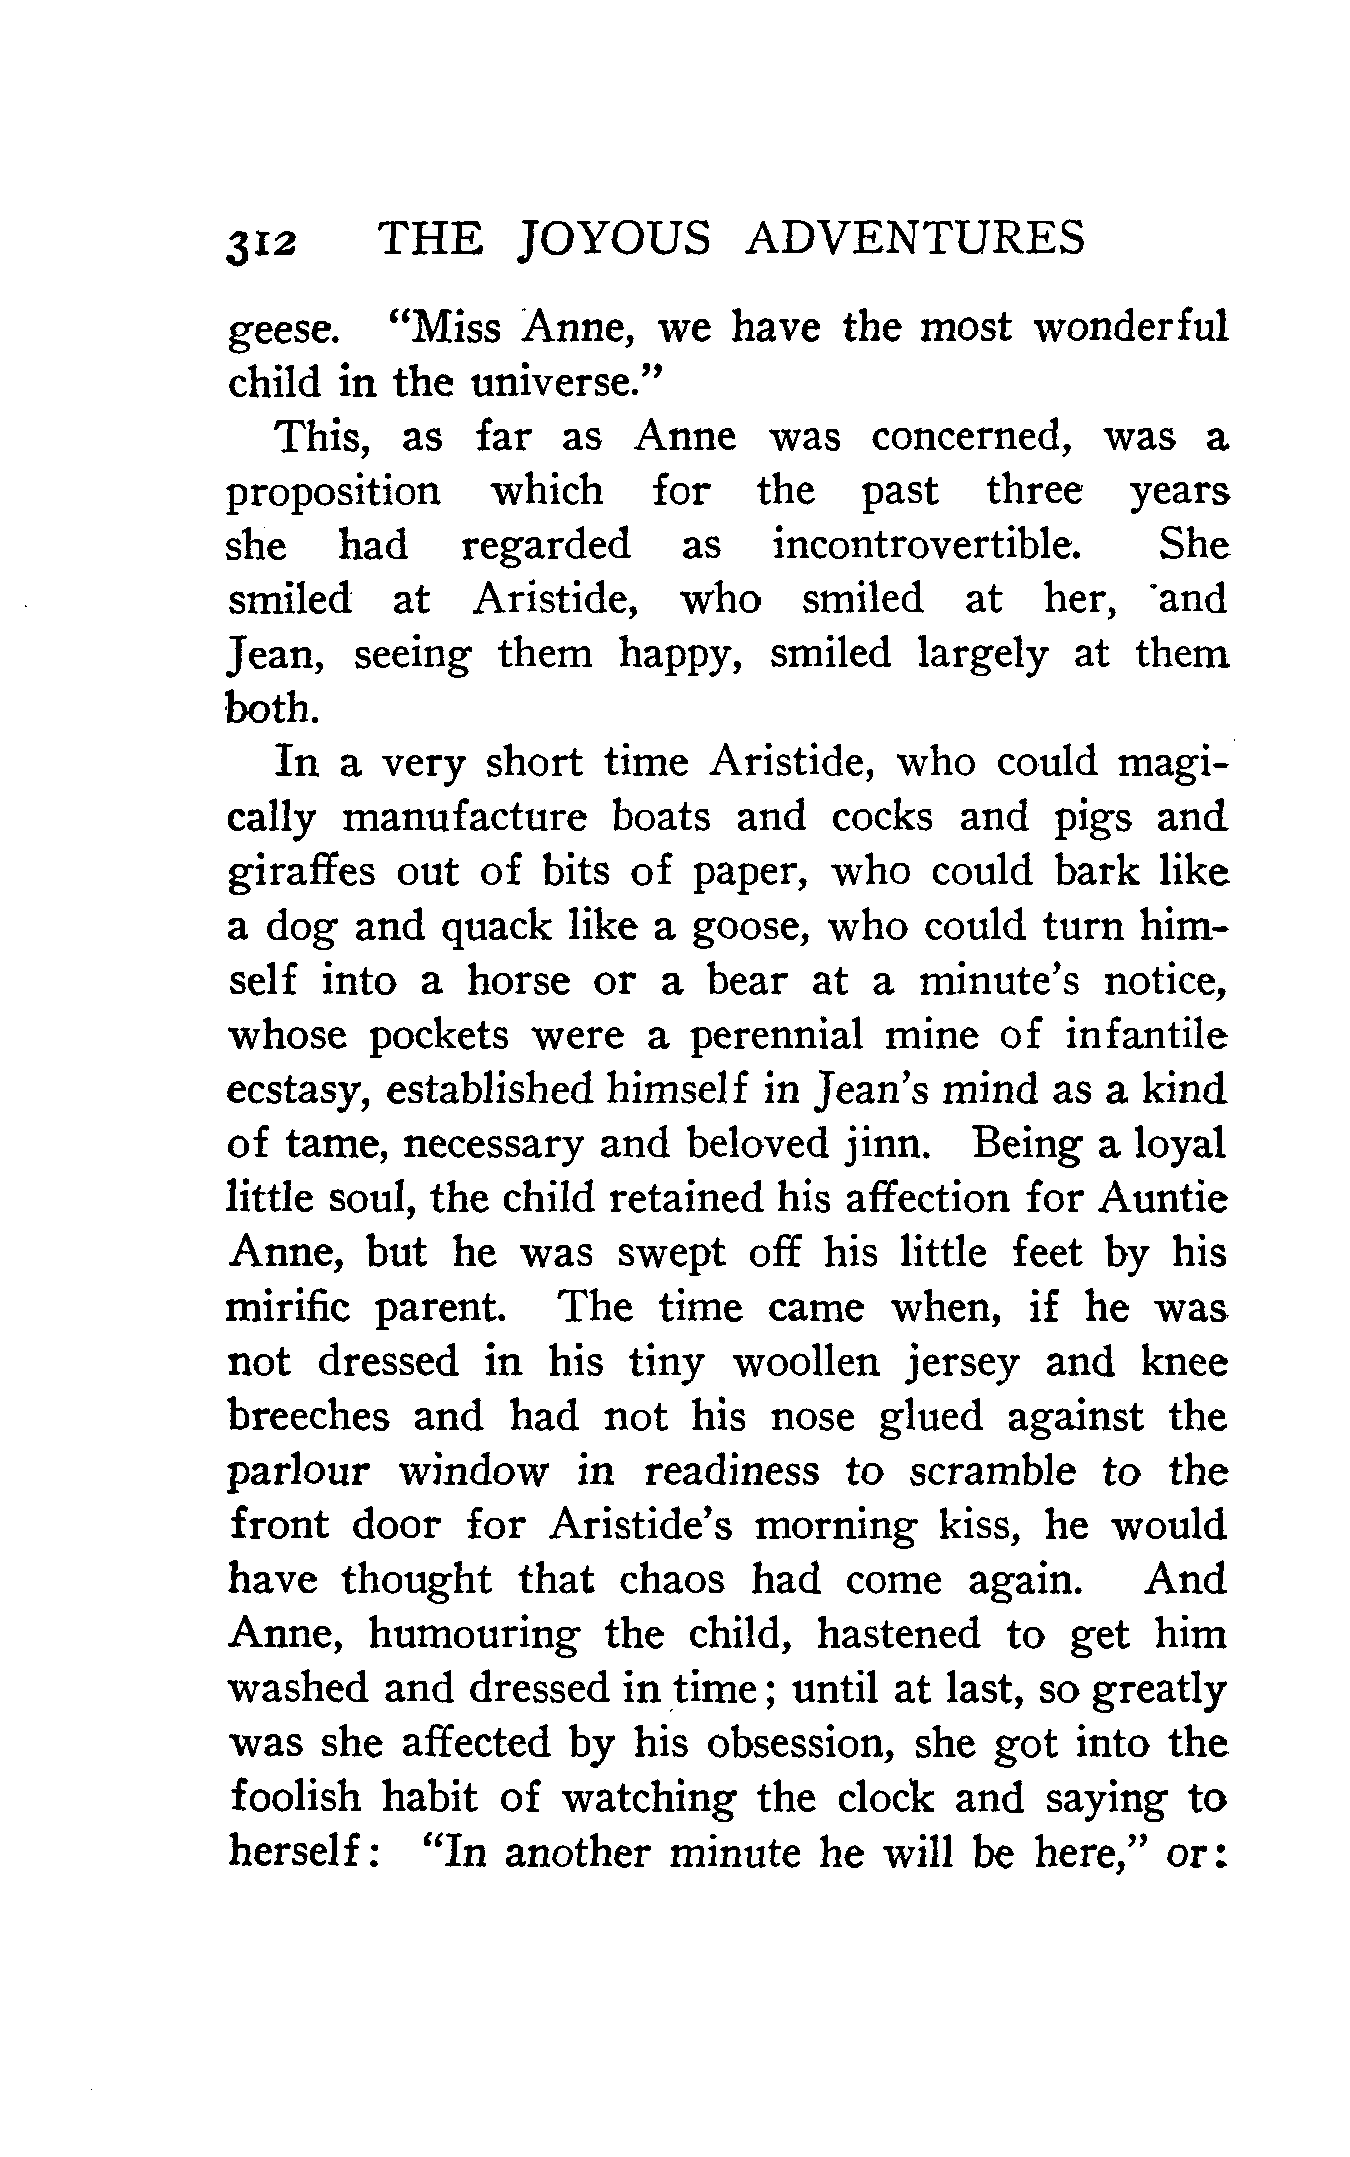 312 THE JOYOUS ADVENTURES
geese. “Miss Anne, we have the most wonderful
child in the universe.”
This, as far as Anne was concerned, was a
proposition which for the past three years
she had regarded as incontrovertible. She
smiled at Aristide, who smiled at her, and
Jean, seeing them happy, smiled largely at them
both.
In a very short time Aristide, who could magi-
cally manufacture boats and cocks and pigs and
giraffes out of bits of paper, who could bark like
a dog and quack like a goose, who could turn him-
self into a horse or a bear at a minute’s notice,
whose pockets were a perennial mine of infantile
ecstasy, established himself in Jean’s mind as a kind
of tame, necessary and beloved jinn. Being a loyal
little soul, the child retained his affection for Auntie
Anne, but he was swept off his little feet by his
mirific parent. The time came when, if he was
not dressed in his tiny woollen jersey and knee
breeches and had not his nose glued against the
parlour window in readiness to scramble to the
front door for Aristide’s morning kiss, he would
have thought that chaos had come again. And
Anne, humouring the child, hastened to get him
washed and dressed in time; until at last, so greatly
was she affected by his obsession, she got into the
foolish habit of watching the clock and saying to
herself: “In another minute he will be here,” or: